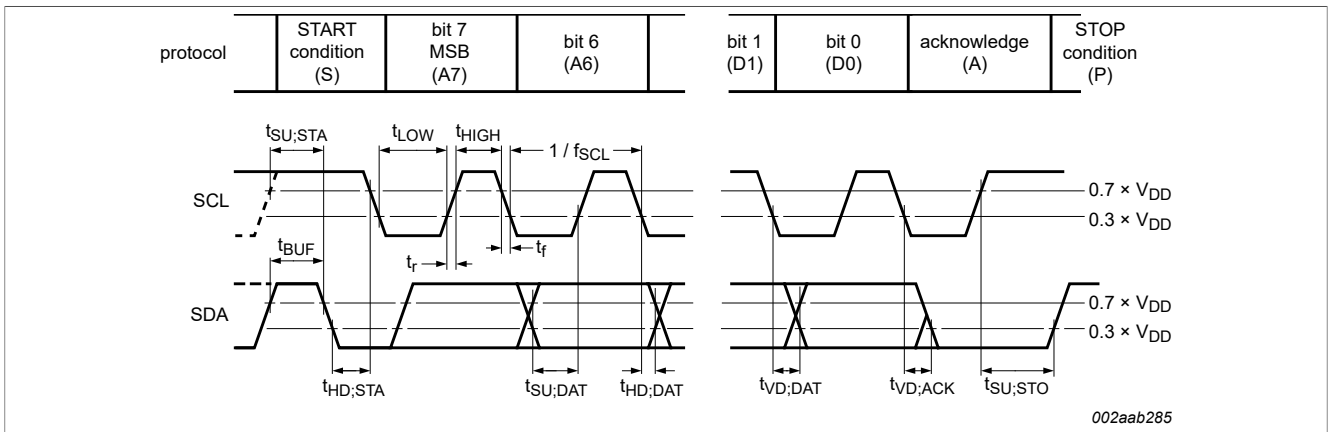 protocol
START
condition
(S)
bit 7
MSB
(A7)
bit 6
(A6)
bit 1
(D1)
bit 0
(D0)
acknowledge
(A)
STOP
condition
(P)
tSU;STA
tLOW
tHIGH
1 / fSCL
SCL
0.7 × VDD
0.3 × VDD
tBUF
tr
tf
SDA
0.7 × VDD
0.3 × VDD
tHD;STA
tSU;DAT
tHD;DAT
tVD;DAT
tVD;ACK
tSU;STO
002aab285